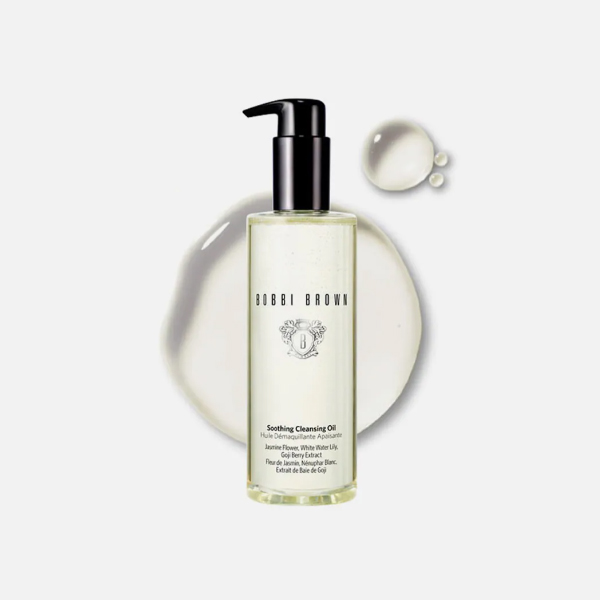 BOBBI BROWN
B
Soothing Cleansing Oil
Huile Démaquillante Apaisante
Jasmine Flower, White Water Lily,
Goji Berry Extract
Fleur de Jasmin, Nénuphar Blanc,
Extrait de Baie de Goji